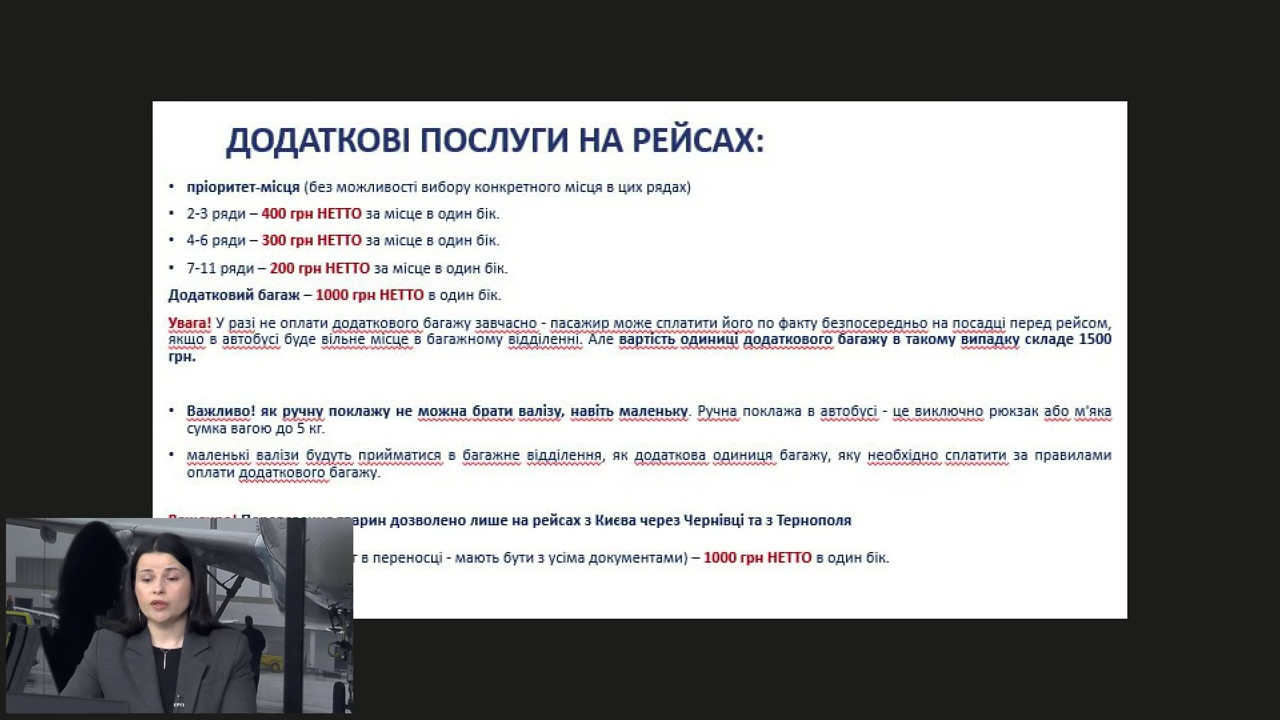 ДОДАТКОВІ ПОСЛУГИ НА РЕЙСАХ:
• пріоритет-місця (без можливості вибору конкретного місця в цих рядах)
• 2-3 ряди – 400 грн НЕТТО за місце в один бік.
• 4-6 ряди – 300 грн НЕТТО за місце в один бік.
• 7-11 ряди – 200 грн НЕТТО за місце в один бік.
Додатковий багаж – 1000 грн НЕТТО в один бік.
Увага! У разі не оплати додаткового багажу завчасно - пасажир може сплатити його по факту безпосередньо на посадці перед рейсом,
якщо в автобусі буде вільне місце в багажному відділенні. Але вартість одиниці додаткового багажу в такому випадку складе 1500
грн.
• Важливо! як ручну поклажу не можна брати валізу, навіть маленьку. Ручна поклажа в автобусі - це виключно рюкзак або м'яка
сумка вагою до 5 кг.
• маленькі валізи будуть прийматися в багажне відділення, як додаткова одиниця багажу, яку необхідно сплатити за правилами
оплати додаткового багажу.
дозволено лише на рейсах з Києва через Чернівці та з Тернополя
в переносці - мають бути з усіма документами) – 1000 грн НЕТТО в один бік.